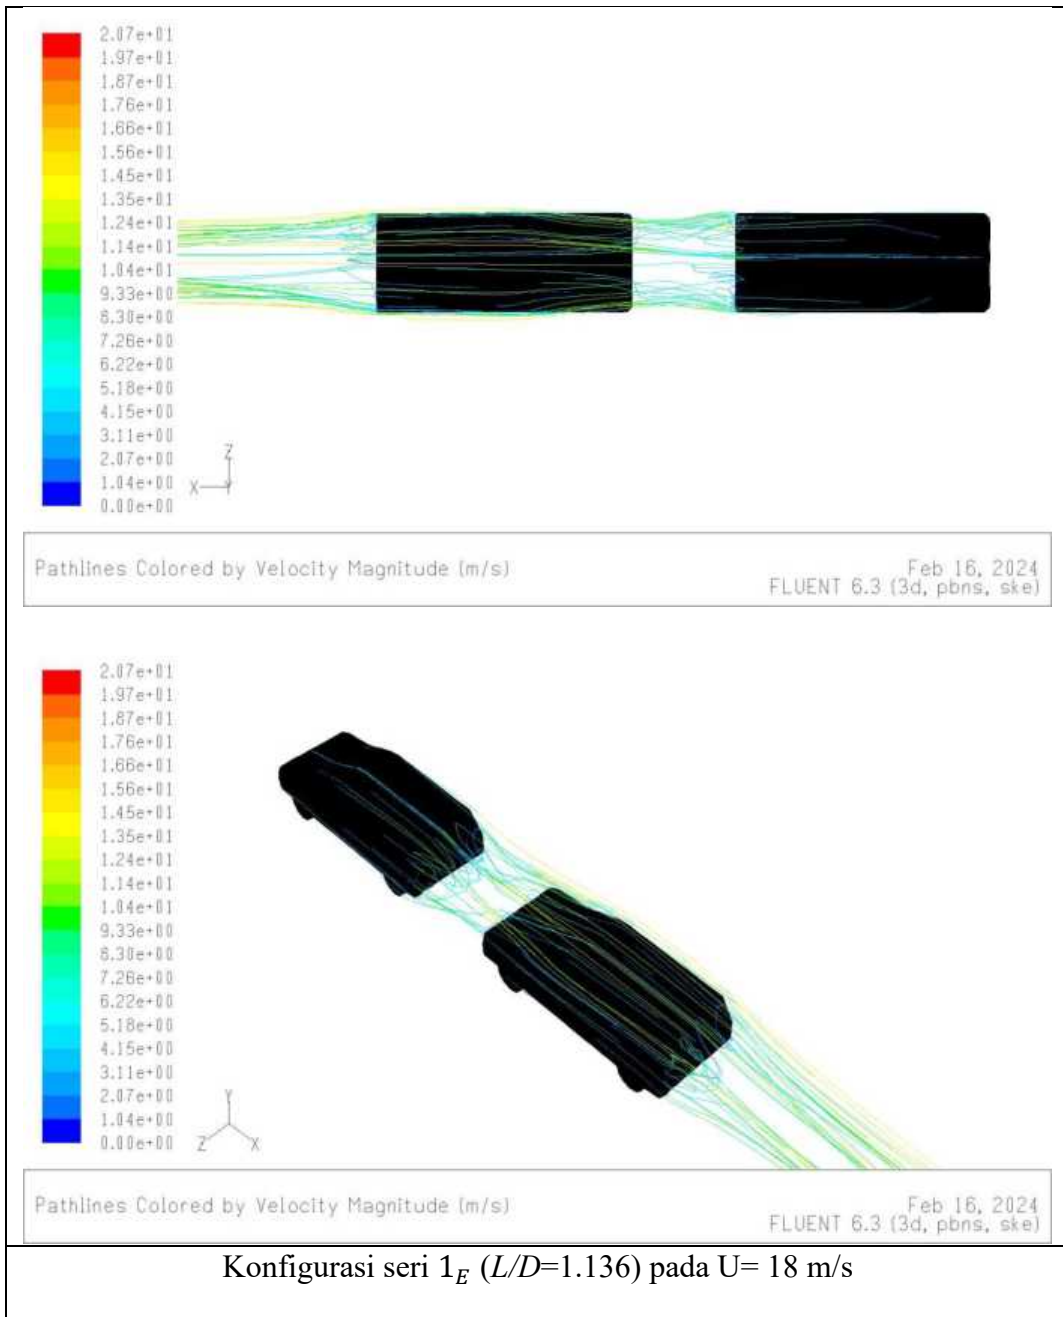 2.07e+01
1.97e+01
1.87e+01
1.76e+01
1.66e+01
1.56e+01
1.45e+01
1.35e+01
1.24e+01
1.14e+01
1.04e+01
9.33e+00
8.30e+00
7.26e+00
6.22e+00
5.18e+00
4.15e+00
3.11e+00
2.07e+00
1.04e+00
0.00e+00
Z
X Y
Pathlines Colored by Velocity Magnitude (m/s)
Feb 16, 2024
FLUENT 6.3 (3d, pbns, ske)
2.07e+01
1.97e+01
1.87e+01
1.76e+01
1.66e+01
1.56e+01
1.45e+01
1.35e+01
1.24e+01
1.14e+01
1.04e+01
9.33e+00
8.30e+00
7.26e+00
6.22e+00
5.18e+00
4.15e+00
3.11e+00
2.07e+00
1.04e+00
0.00e+00
Y
Z X
Pathlines Colored by Velocity Magnitude (m/s)
Feb 16, 2024
FLUENT 6.3 (3d, pbns, ske)
Konfigurasi seri 1_E (L/D=1.136) pada U= 18 m/s